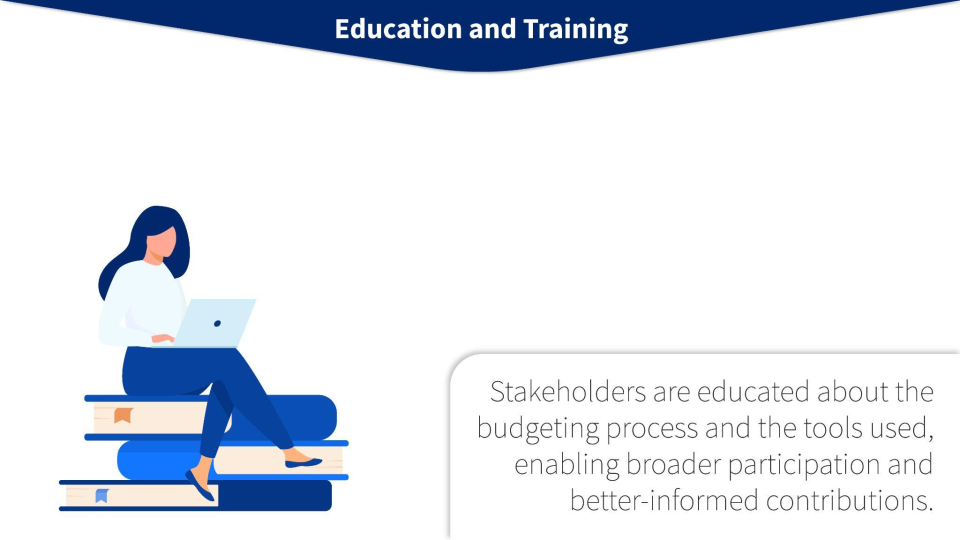 Education and Training
Stakeholders are educated about the
budgeting process and the tools used,
enabling broader participation and
better-informed contributions.